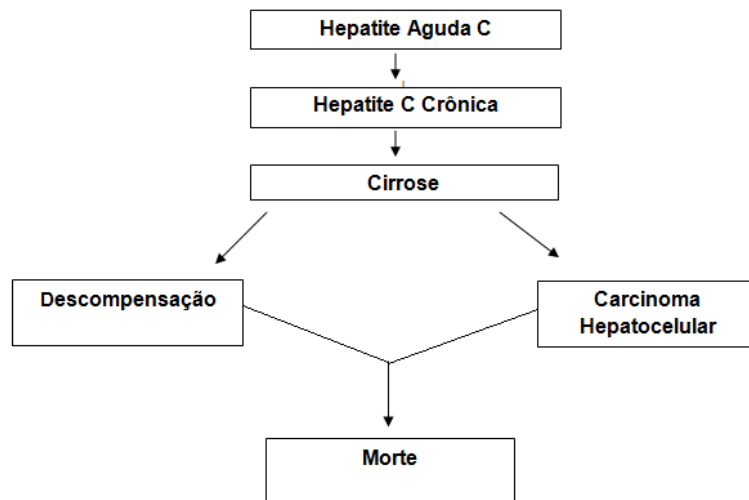 Hepatite Aguda C
Hepatite C Crônica
Cirrose
Descompensação
Carcinoma
Hepatocelular
Morte